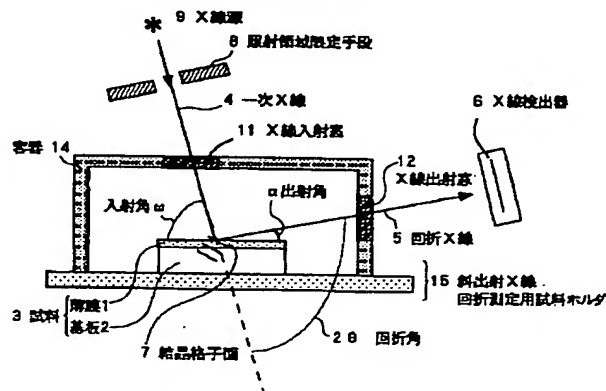 9 X線源
8 照射領域限定手段
4 一次X線
6 X線検出器
11 X線入射窓
容器 14
12
X線出射窓
入射角ω
α出射角
5 回折X線
15 斜出射X線
回折測定用試料ホルダ
3 試料
薄膜1
基板2
7 結晶格子面
2θ 回折角